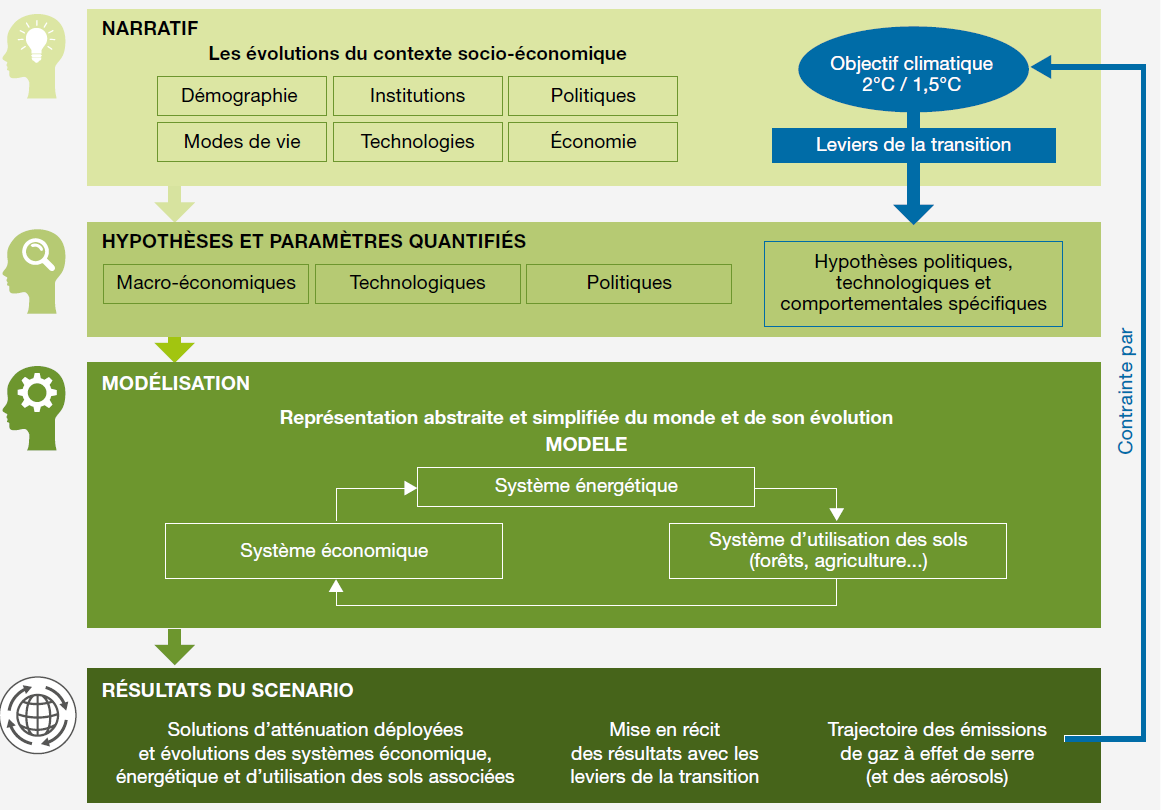 NARRATIF
Les évolutions du contexte socio-économique
Démographie
Institutions
Politiques
Modes de vie
Technologies
Économie
Objectif climatique
2°C / 1,5°C
Leviers de la transition
HYPOTHÈSES ET PARAMÈTRES QUANTIFIÉS
Macro-économiques
Technologiques
Politiques
Hypothèses politiques,
technologiques et
comportementales spécifiques
MODÉLISATION
Représentation abstraite et simplifiée du monde et de son évolution
MODELE
Système énergétique
Système économique
Système d'utilisation des sols
(forêts, agriculture...)
RÉSULTATS DU SCENARIO
Solutions d'atténuation déployées
et évolutions des systèmes économique,
énergétique et d'utilisation des sols associées
Mise en récit
des résultats avec les
leviers de la transition
Trajectoire des émissions
de gaz à effet de serre
(et des aérosols)
Contrainte par